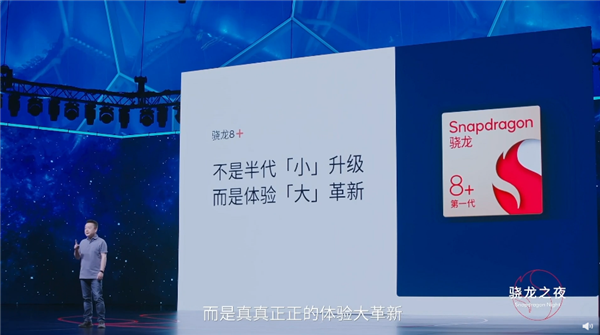 骁龙8+
不是半代「小」升级
而是体验「大」革新
Snapdragon
骁龙
8+
第一代
骁龙之夜
Snapdragon Night
而是真真正正的体验大革新